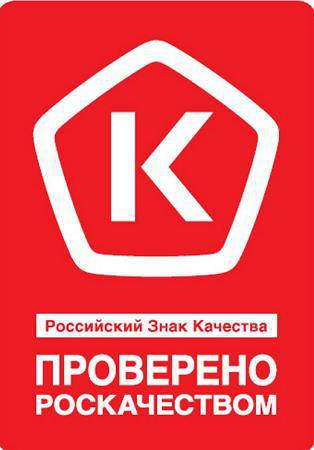 К
Российский Знак Качества
ПРОВЕРЕНО
РОСКАЧЕСТВОМ